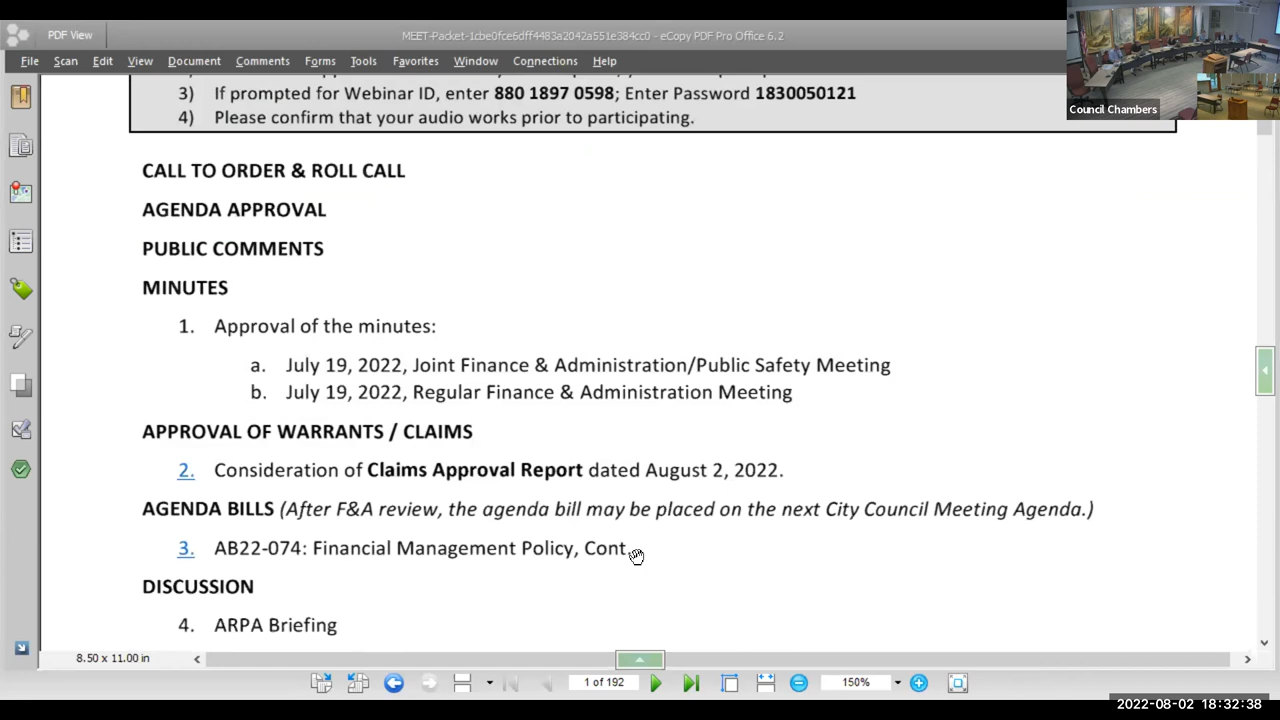 PDF View
MEET-Packet-1cbe0fce6dff4483a2042a551e384cc0 - eCopy PDF Pro Office 6.2
File Scan Edit View Document Comments Forms Tools Favorites Window Connections Help
Council Chambers
3) If prompted for Webinar ID, enter 880 1897 0598; Enter Password 1830050121
4) Please confirm that your audio works prior to participating.
CALL TO ORDER & ROLL CALL
AGENDA APPROVAL
PUBLIC COMMENTS
MINUTES
1. Approval of the minutes:
a. July 19, 2022, Joint Finance & Administration/Public Safety Meeting
b. July 19, 2022, Regular Finance & Administration Meeting
APPROVAL OF WARRANTS / CLAIMS
2. Consideration of Claims Approval Report dated August 2, 2022.
AGENDA BILLS (After F&A review, the agenda bill may be placed on the next City Council Meeting Agenda.)
3. AB22-074: Financial Management Policy, Cont.
DISCUSSION
4. ARPA Briefing
8.50 x 11.00 in
1 of 192
150%
2022-08-02 18:32:38